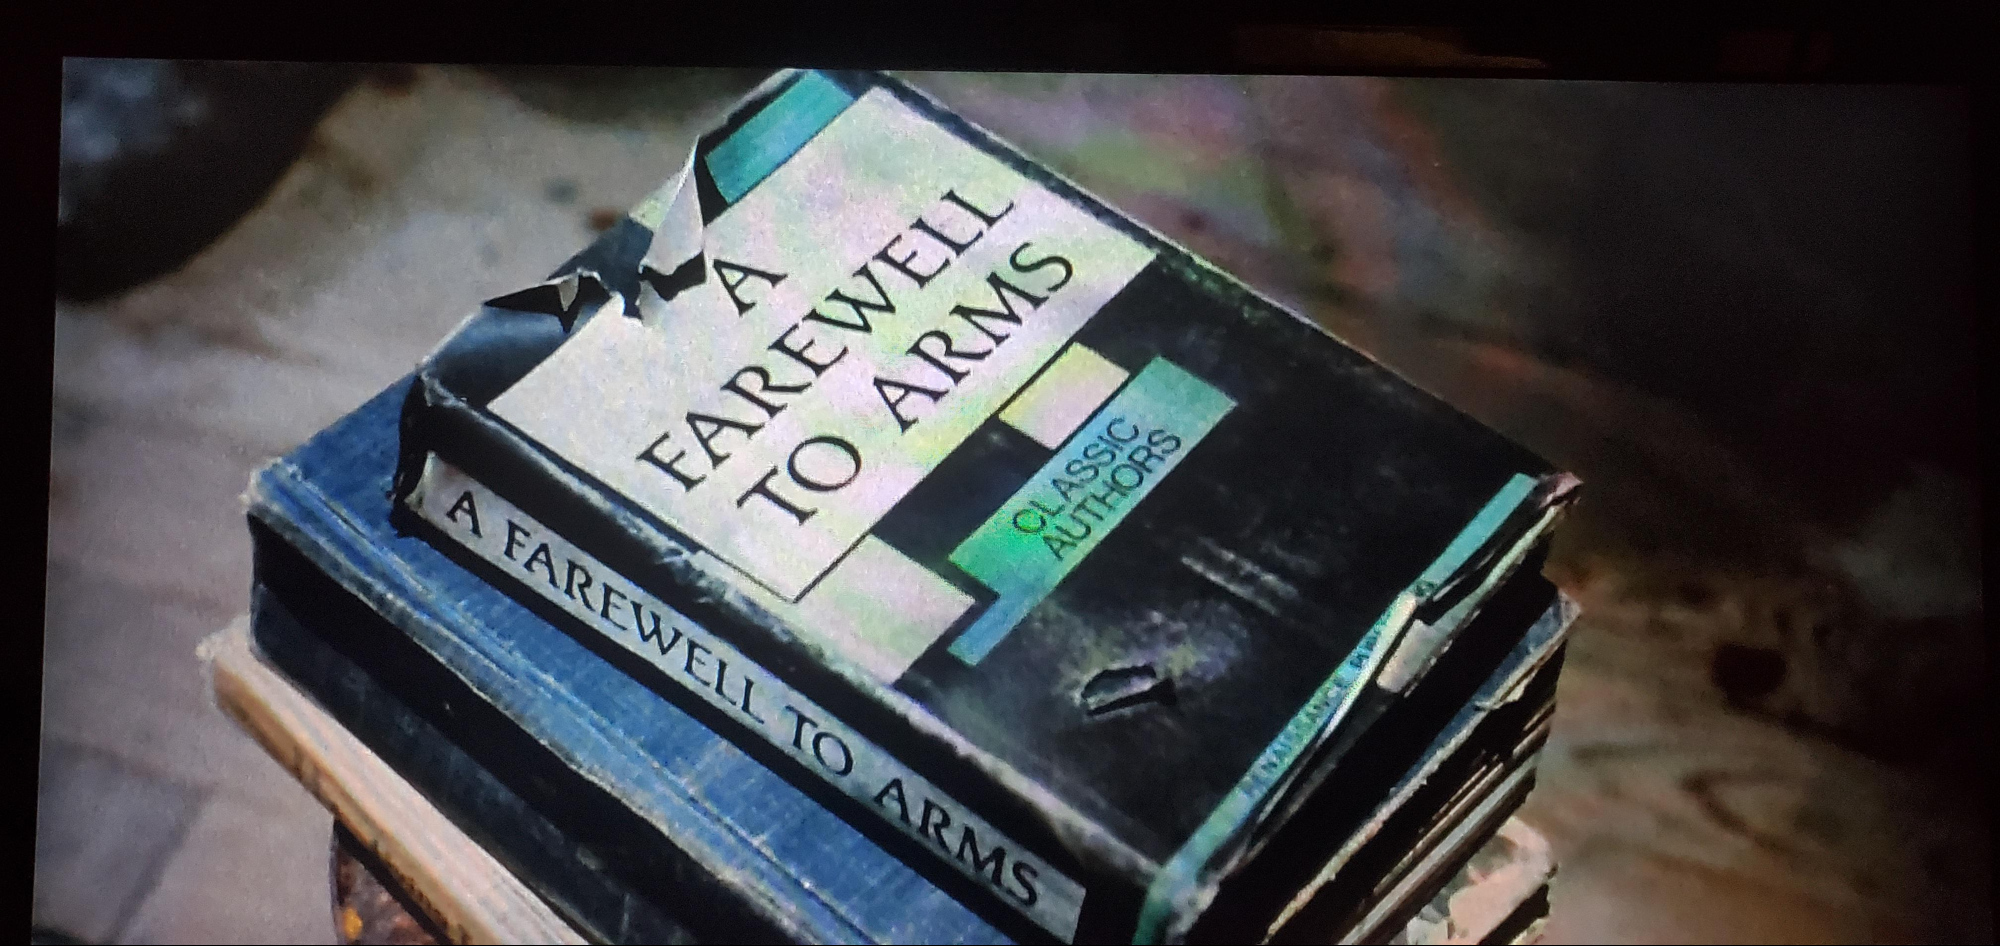 A
FAREWELL
TO ARMS
CLASSIC
AUTHORS
A FAREWELL TO ARMS